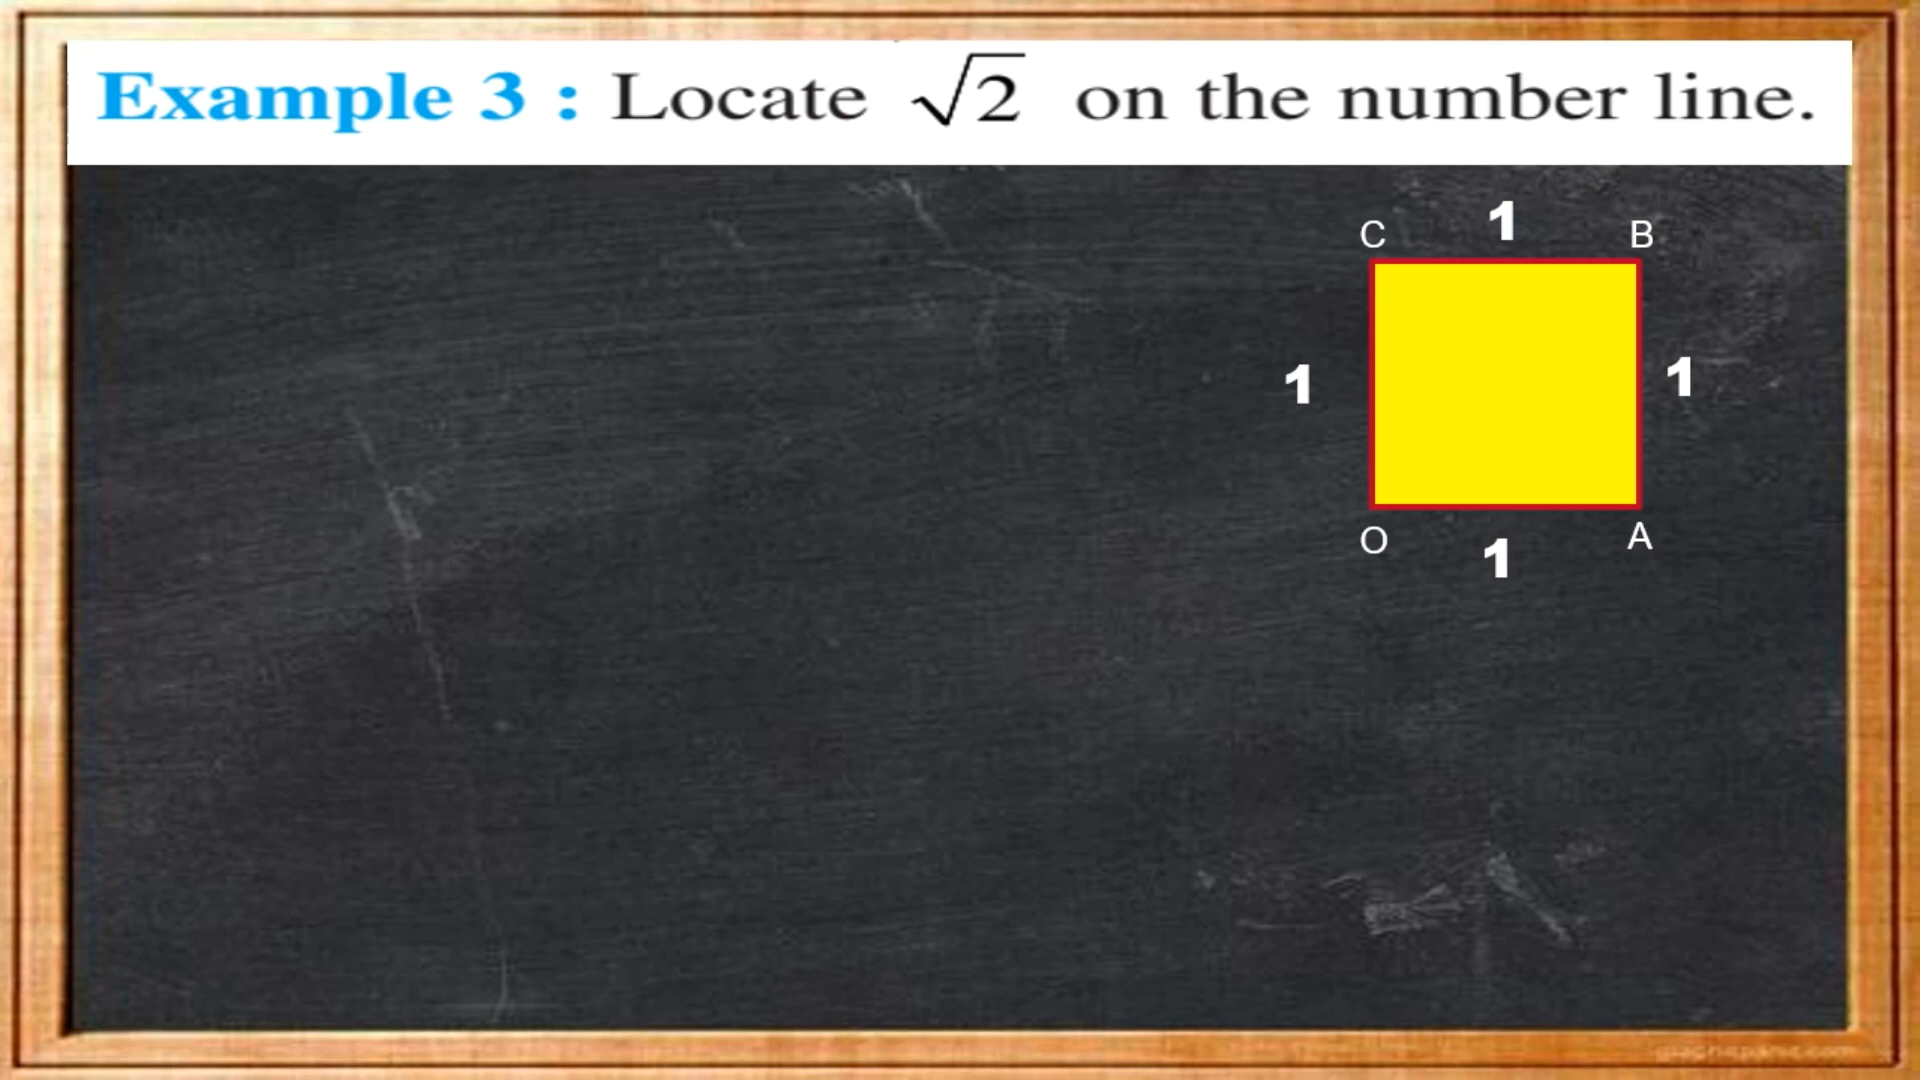 Example 3 : Locate √2 on the number line.
C 1 B
1 1
O 1 A